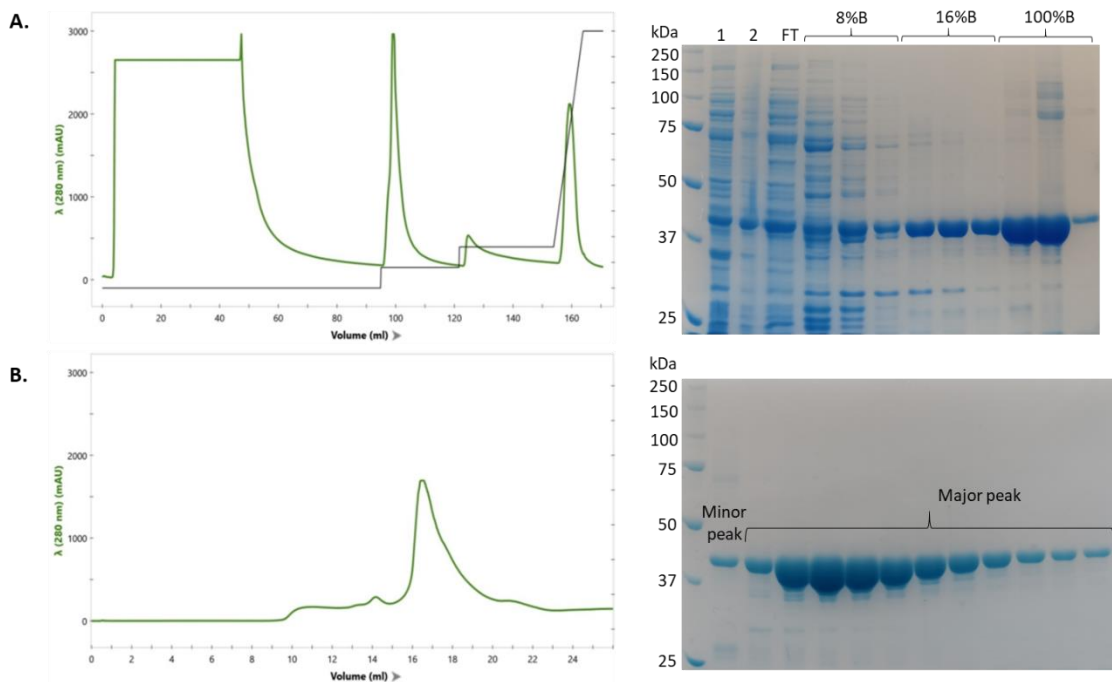 A.
3000
2000
1000
0
λ (280 nm) (mAU)
0 20 40 60 80 100 120 140 160
Volume (ml)
8%B 16%B 100%B
kDa 1 2 FT
250
150
100
75
50
37
25
B.
3000
2000
1000
0
λ (280 nm) (mAU)
0 2 4 6 8 10 12 14 16 18 20 22 24
Volume (ml)
kDa
250
150
100
75
50
37
25
Minor
peak
Major peak